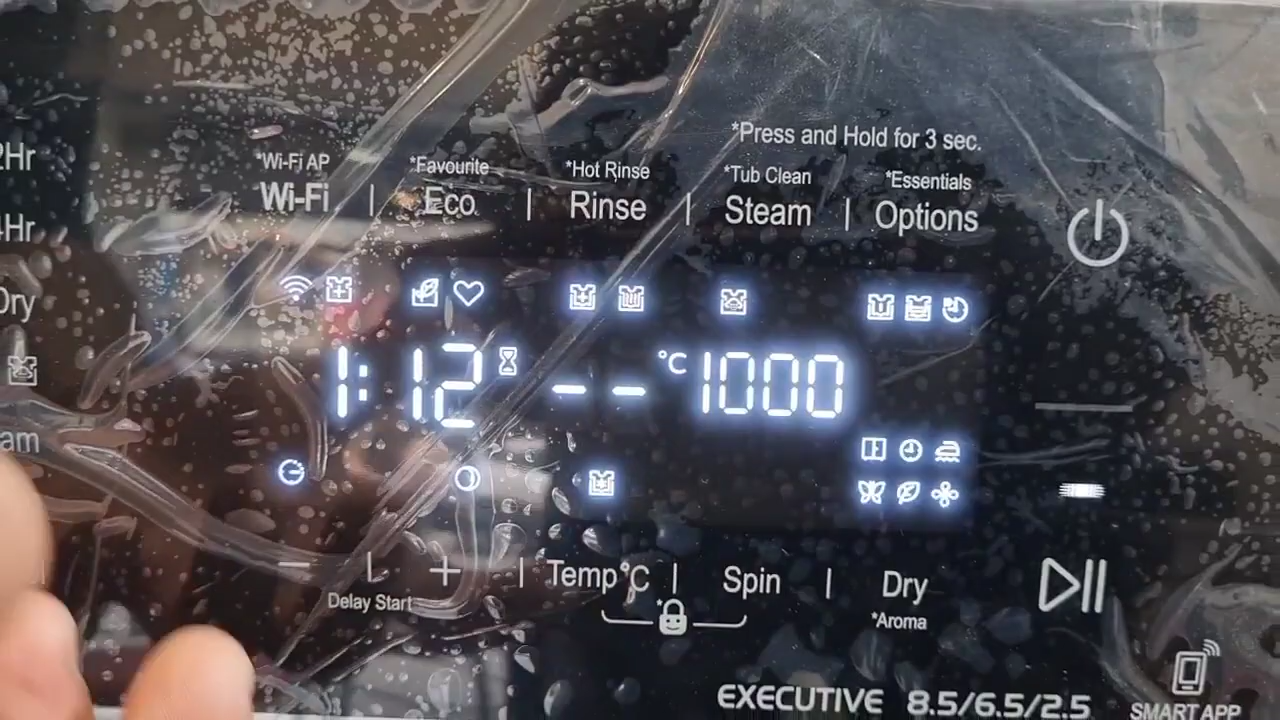 2Hr
4Hr
Dry
am
*Press and Hold for 3 sec.
*Wi-Fi AP
*Favourite
*Hot Rinse
*Tub Clean
*Essentials
Wi-Fi | Eco | Rinse | Steam | Options
1:12 -- °C 1000
− | + | Temp°C | Spin | Dry
Delay Start
*Aroma
EXECUTIVE 8.5/6.5/2.5
SMART APP